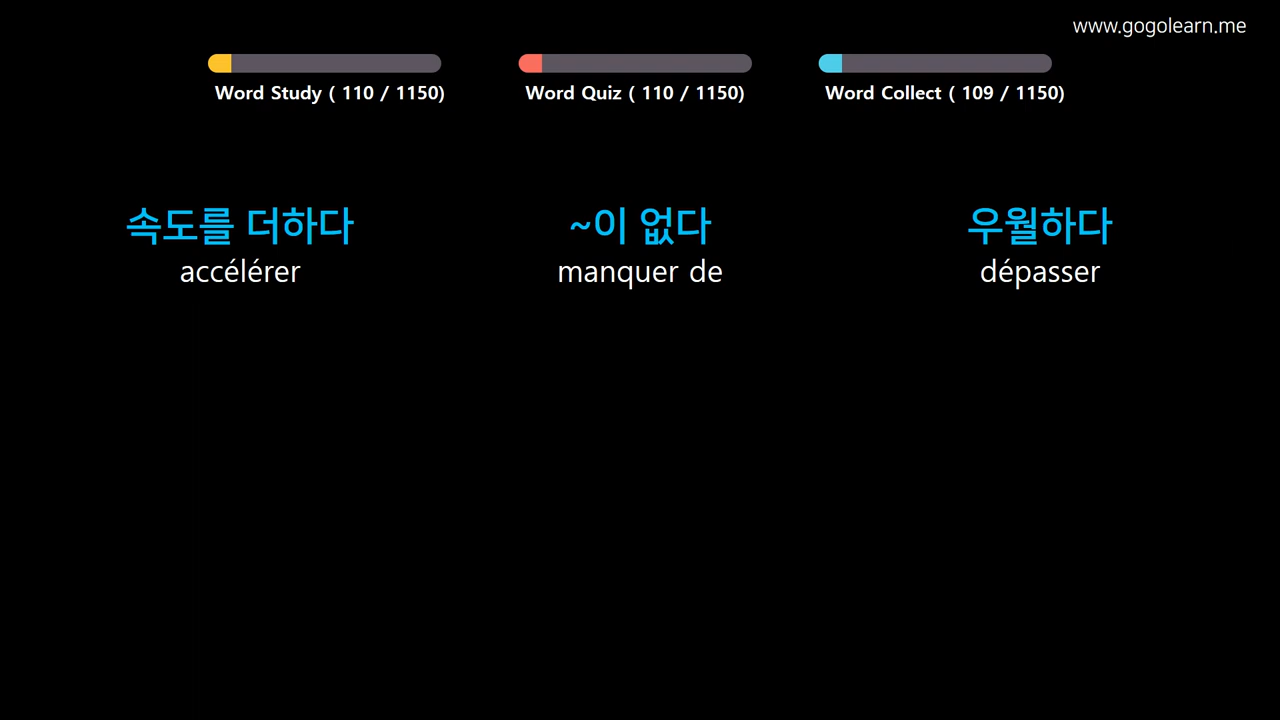 www.gogolearn.me
Word Study ( 110 / 1150)
Word Quiz ( 110 / 1150)
Word Collect ( 109 / 1150)
속도를 더하다
accélérer
~이 없다
manquer de
우월하다
dépasser